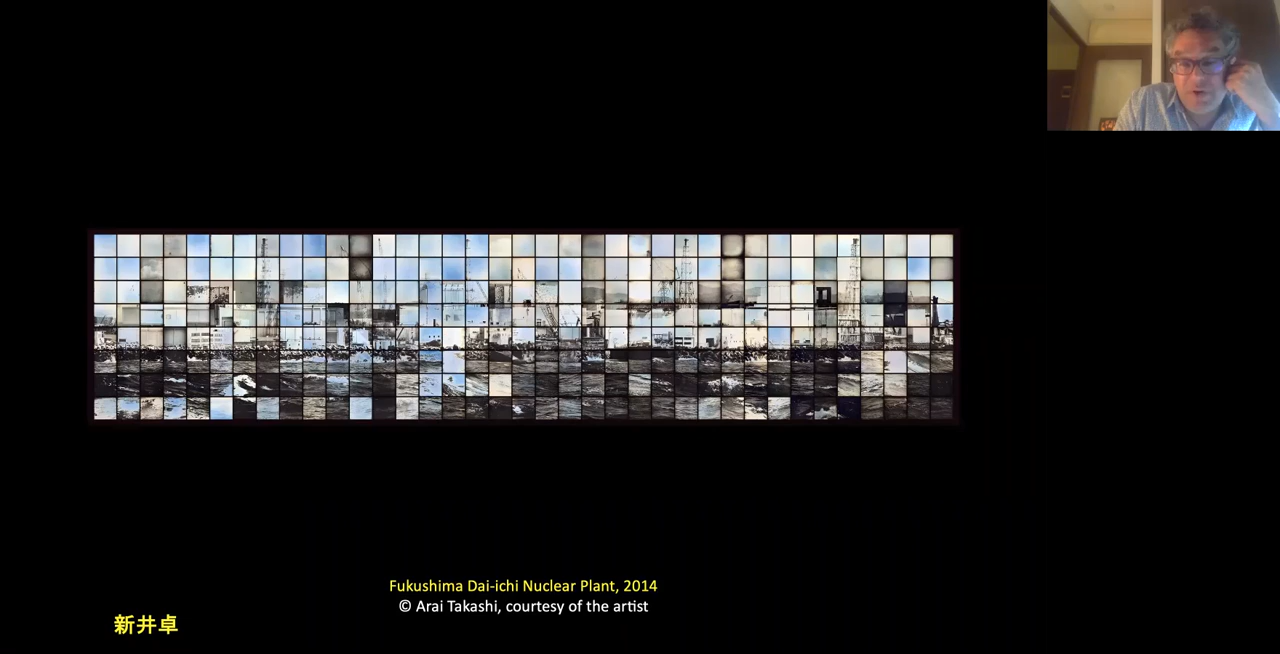 Fukushima Dai-ichi Nuclear Plant, 2014
© Arai Takashi, courtesy of the artist
新井卓